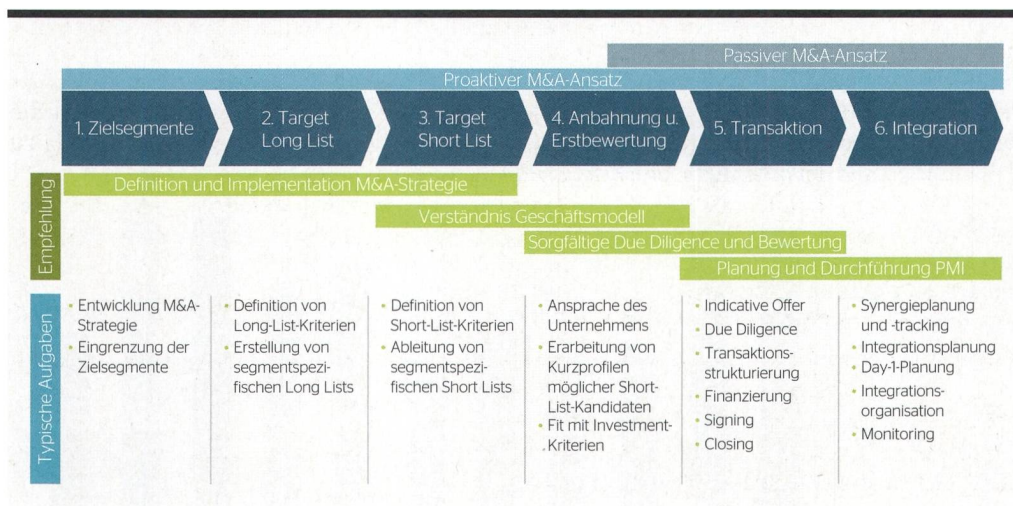 Passiver M&A-Ansatz
Proaktiver M&A-Ansatz
1. Zielsegmente
2. Target
Long List
3. Target
Short List
4. Anbahnung u.
Erstbewertung
5. Transaktion
6. Integration
Empfehlung
Definition und Implementation M&A-Strategie
Verständnis Geschäftsmodell
Sorgfältige Due Diligence und Bewertung
Planung und Durchführung PMI
Typische Aufgaben
• Entwicklung M&A-
Strategie
• Eingrenzung der
Zielsegmente
• Definition von
Long-List-Kriterien
• Erstellung von
segmentspezi-
fischen Long Lists
• Definition von
Short-List-Kriterien
• Ableitung von
segmentspezi-
fischen Short Lists
• Ansprache des
Unternehmens
• Erarbeitung von
Kurzprofilen
möglicher Short-
List-Kandidaten
• Fit mit Investment-
Kriterien
• Indicative Offer
• Due Diligence
• Transaktions-
strukturierung
• Finanzierung
• Signing
• Closing
• Synergieplanung
und -tracking
• Integrationsplanung
• Day-1-Planung
• Integrations-
organisation
• Monitoring